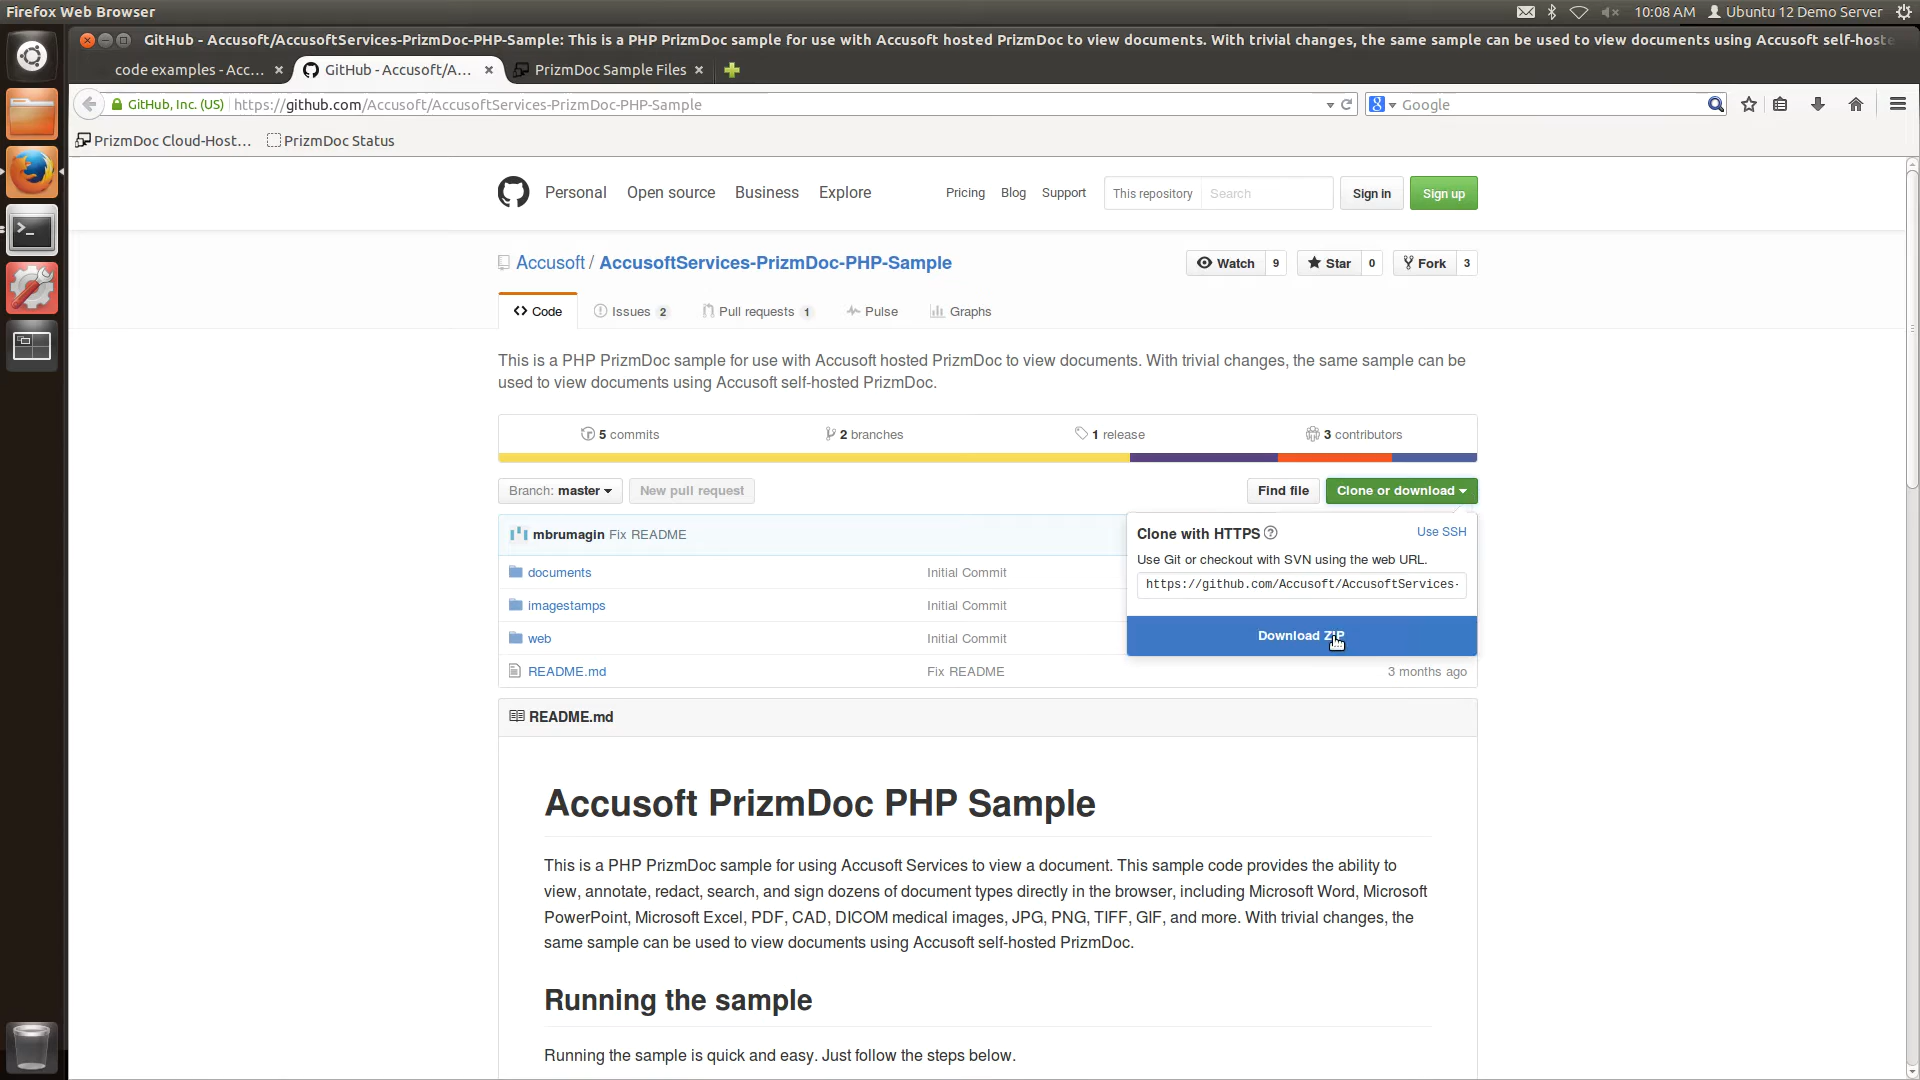 Firefox Web Browser
10:08 AM Ubuntu 12 Demo Server
GitHub - Accusoft/AccusoftServices-PrizmDoc-PHP-Sample: This is a PHP PrizmDoc sample for use with Accusoft hosted PrizmDoc to view documents. With trivial changes, the same sample can be used to view documents using Accusoft self-hoste
code examples - Acc...
GitHub - Accusoft/A...
PrizmDoc Sample Files
GitHub, Inc. (US) https://github.com/Accusoft/AccusoftServices-PrizmDoc-PHP-Sample
8 Google
PrizmDoc Cloud-Host... PrizmDoc Status
Personal Open source Business Explore Pricing Blog Support This repository Search Sign in Sign up
Accusoft / AccusoftServices-PrizmDoc-PHP-Sample
Watch 9 Star 0 Fork 3
Code Issues 2 Pull requests 1 Pulse Graphs
This is a PHP PrizmDoc sample for use with Accusoft hosted PrizmDoc to view documents. With trivial changes, the same sample can be
used to view documents using Accusoft self-hosted PrizmDoc.
5 commits 2 branches 1 release 3 contributors
Branch: master New pull request Find file Clone or download
mbrumagin Fix README
Clone with HTTPS Use SSH
Use Git or checkout with SVN using the web URL.
https://github.com/Accusoft/AccusoftServices-
Download ZIP
documents Initial Commit
imagestamps Initial Commit
web Initial Commit
README.md Fix README 3 months ago
README.md
Accusoft PrizmDoc PHP Sample
This is a PHP PrizmDoc sample for using Accusoft Services to view a document. This sample code provides the ability to
view, annotate, redact, search, and sign dozens of document types directly in the browser, including Microsoft Word, Microsoft
PowerPoint, Microsoft Excel, PDF, CAD, DICOM medical images, JPG, PNG, TIFF, GIF, and more. With trivial changes, the
same sample can be used to view documents using Accusoft self-hosted PrizmDoc.
Running the sample
Running the sample is quick and easy. Just follow the steps below.